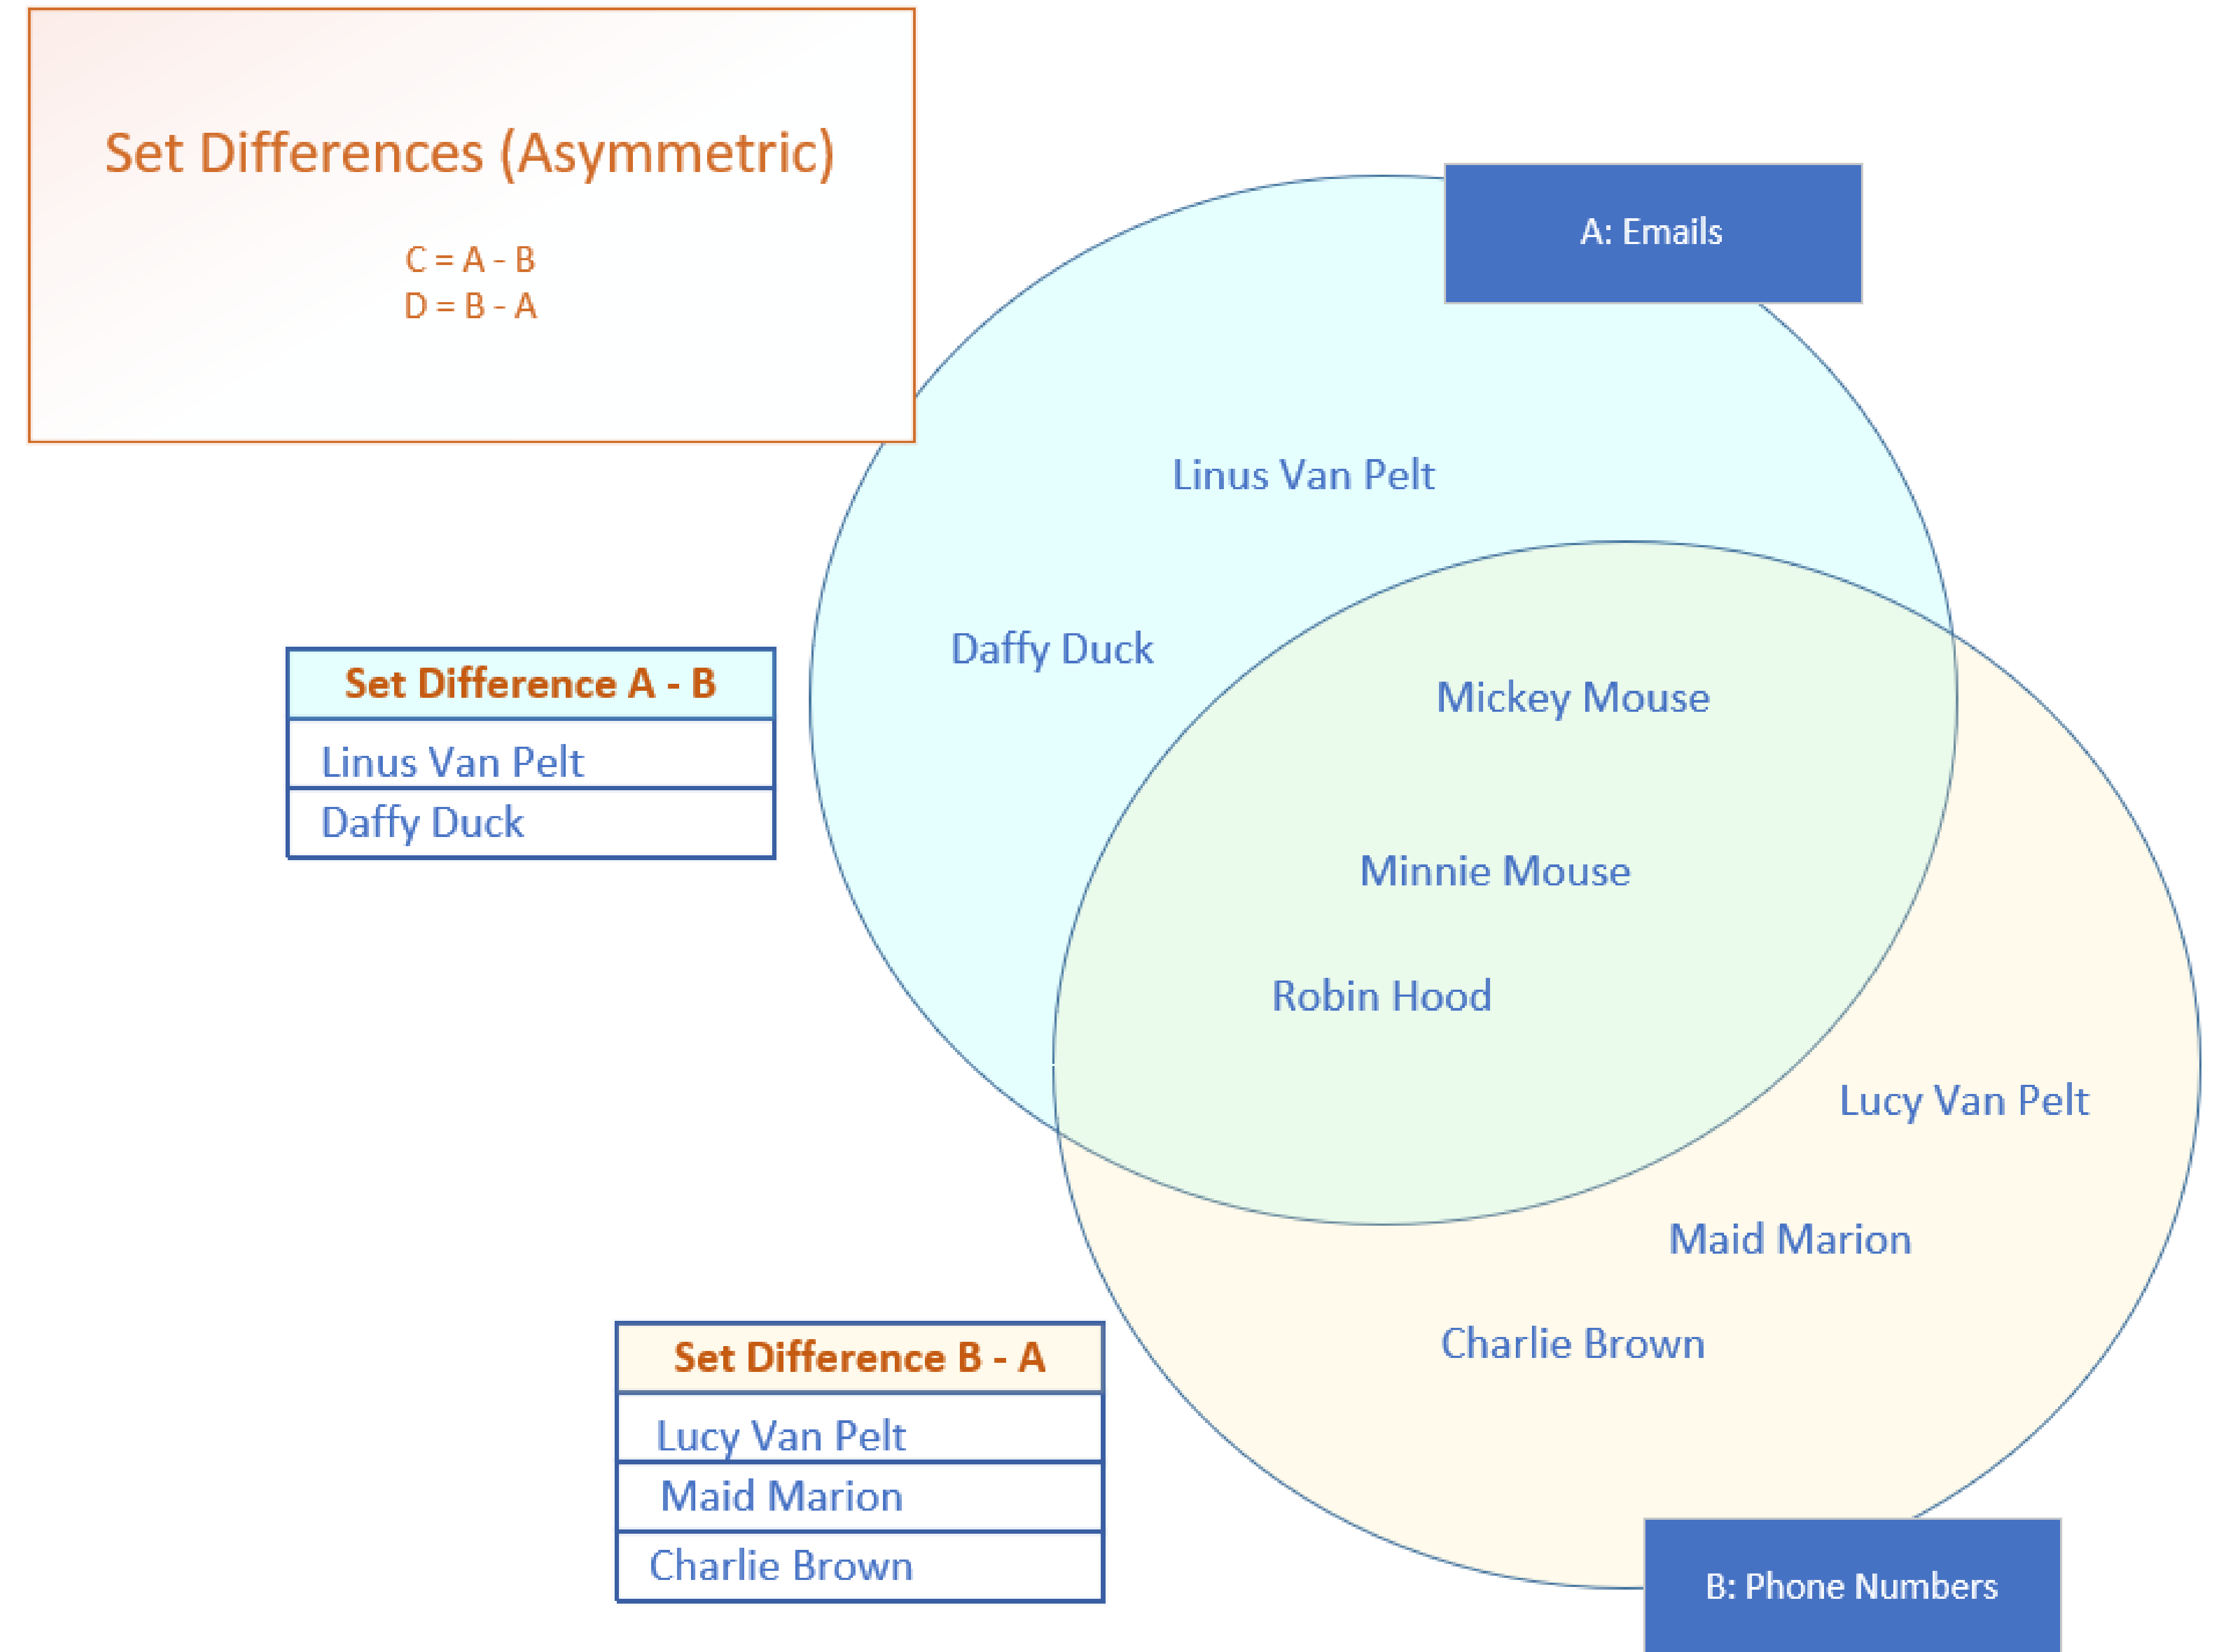 Set Differences (Asymmetric)
C = A - B
D = B - A
A: Emails
Linus Van Pelt
Daffy Duck
Mickey Mouse
Minnie Mouse
Robin Hood
Lucy Van Pelt
Maid Marion
Charlie Brown
B: Phone Numbers
Set Difference A - B
Linus Van Pelt
Daffy Duck
Set Difference B - A
Lucy Van Pelt
Maid Marion
Charlie Brown